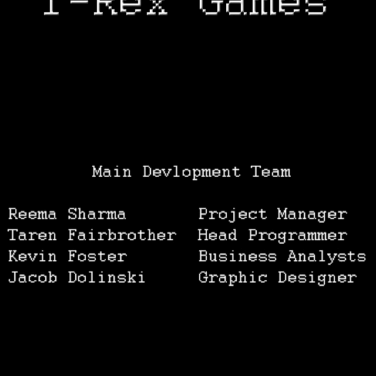 T-Rex Games
Main Devlopment Team
Reema Sharma Project Manager
Taren Fairbrother Head Programmer
Kevin Foster Business Analysts
Jacob Dolinski Graphic Designer